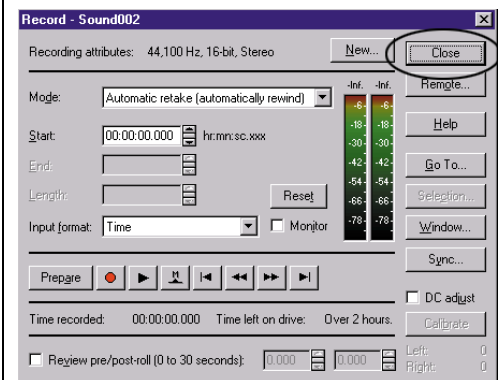 Record - Sound002
Recording attributes: 44,100 Hz, 16-bit, Stereo New... Close
Mode: Automatic retake (automatically rewind) -Inf. -Inf. Remote...
-6 -6
Start: 00:00:00.000 hr:mn:sc.xxx -18 -18 Help
-30 -30
End: -42 -42 Go To...
-54 -54
Length: Reset -66 -66 Selection...
Input format: Time Monitor -78 -78 Window...
Sync...
Prepare M
DC adjust
Time recorded: 00:00:00.000 Time left on drive: Over 2 hours. Calibrate
Review pre/post-roll (0 to 30 seconds): 0.000 0.000 Left: 0
Right: 0